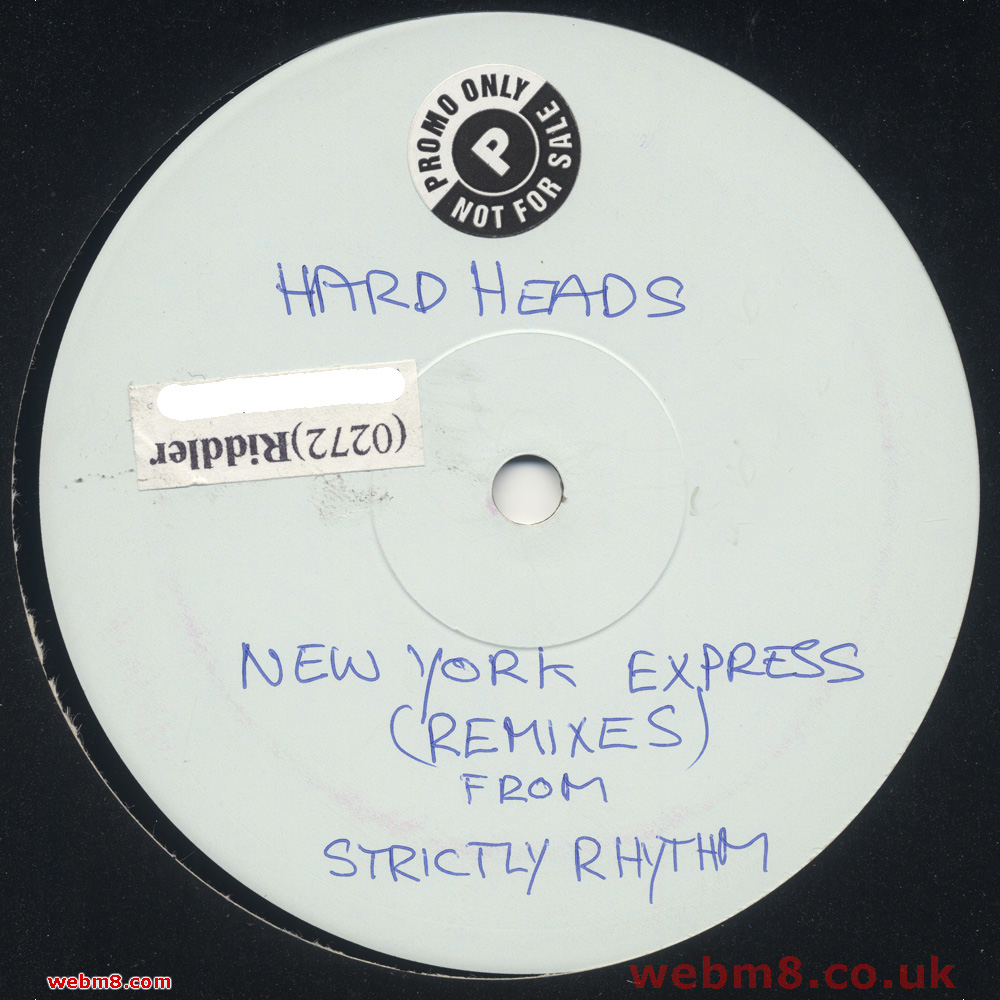 PROMO ONLY
NOT FOR SALE
P
HARD HEADS
(0272)Riddler
NEW YORK EXPRESS
(REMIXES)
FROM
STRICTLY RHYTHM
webm8.com
webm8.co.uk